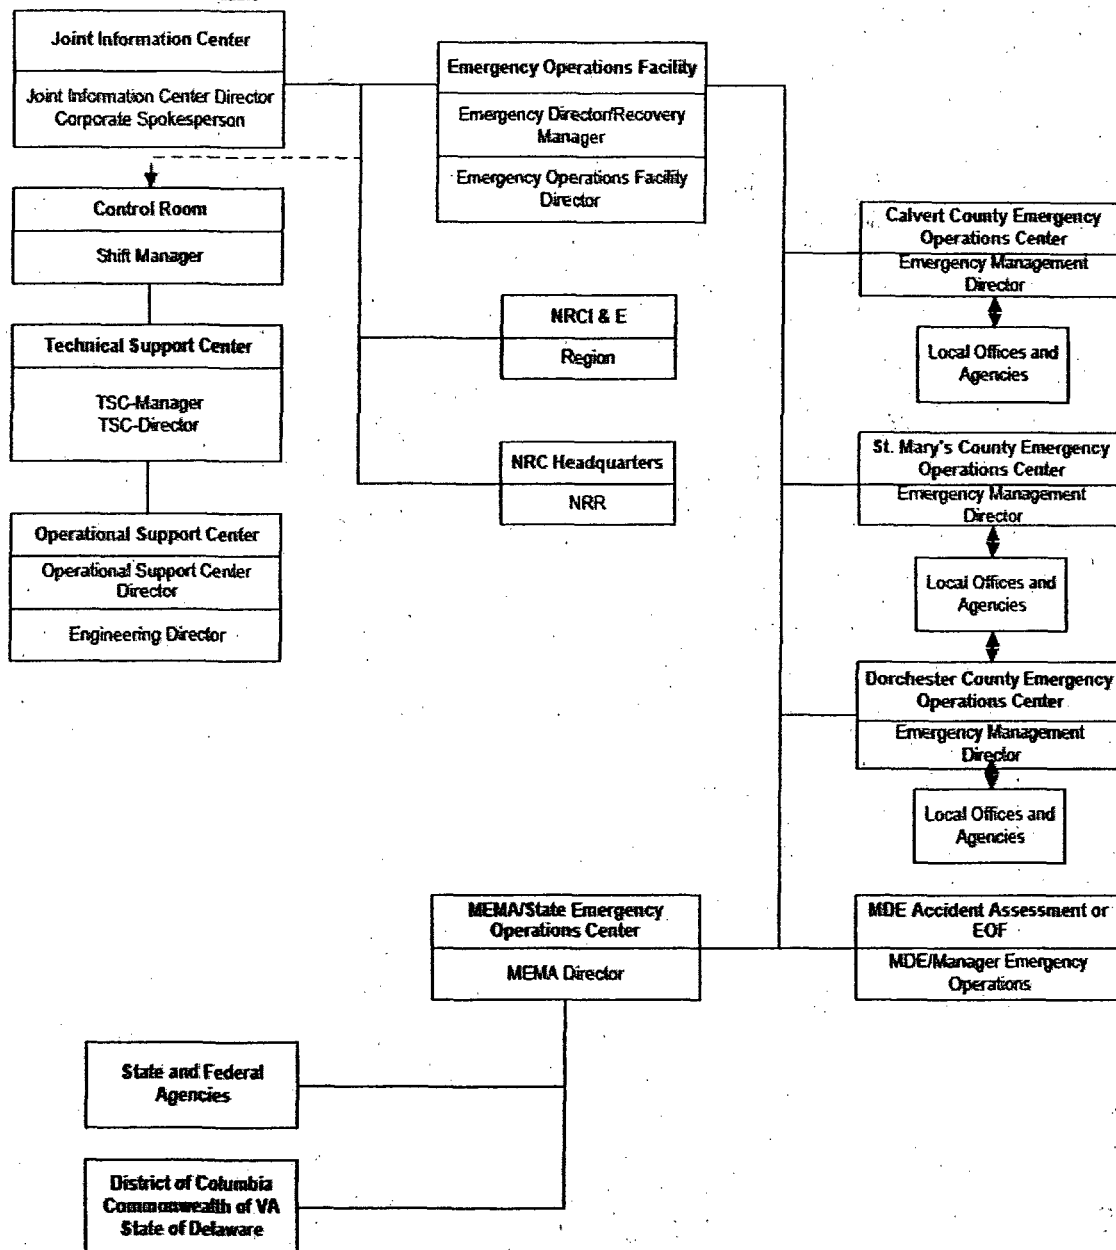 Joint Information Center
Joint Information Center Director
Corporate Spokesperson
Emergency Operations Facility
Emergency Director/Recovery
Manager
Emergency Operations Facility
Director
Control Room
Shift Manager
Technical Support Center
TSC-Manager
TSC-Director
Operational Support Center
Operational Support Center
Director
Engineering Director
NRCI & E
Region
NRC Headquarters
NRR
Calvert County Emergency
Operations Center
Emergency Management
Director
Local Offices and
Agencies
St. Mary's County Emergency
Operations Center
Emergency Management
Director
Local Offices and
Agencies
Dorchester County Emergency
Operations Center
Emergency Management
Director
Local Offices and
Agencies
MEMA/State Emergency
Operations Center
MEMA Director
MDE Accident Assessment or
EOF
MDE/Manager Emergency
Operations
State and Federal
Agencies
District of Columbia
Commonwealth of VA
State of Delaware